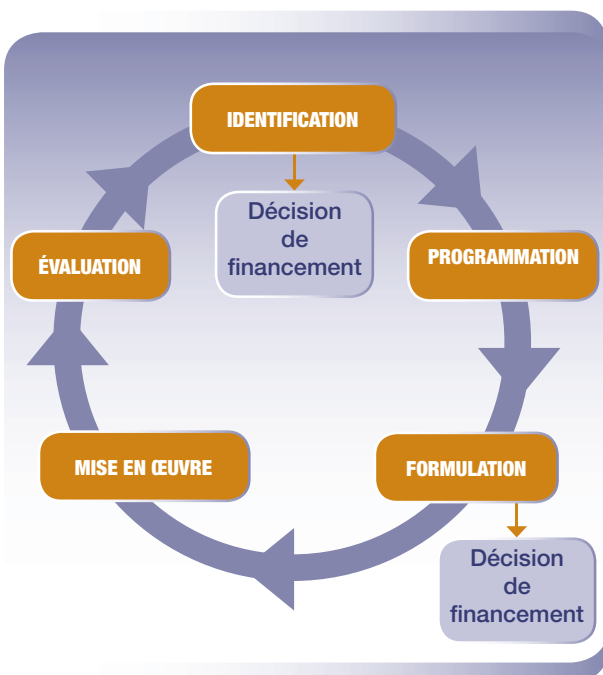 IDENTIFICATION
Décision
de
financement
PROGRAMMATION
ÉVALUATION
MISE EN ŒUVRE
FORMULATION
Décision
de
financement